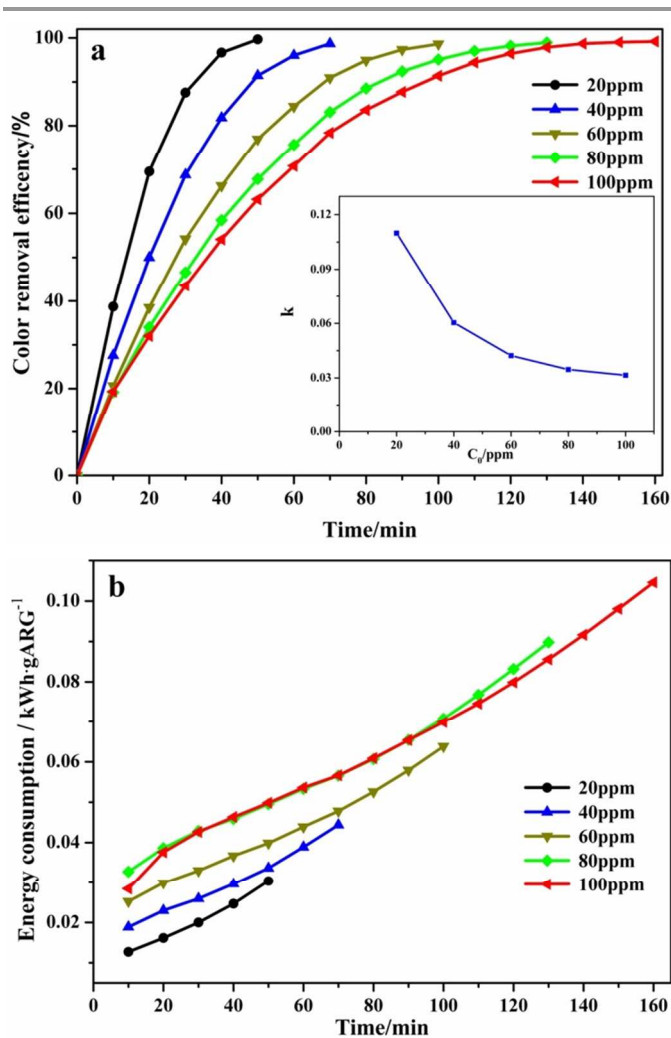 100
a
80
60
40
20
0
Color removal efficency/%
20ppm
40ppm
60ppm
80ppm
100ppm
0.12
0.09
0.06
0.03
0.00
k
0 20 40 60 80 100
C₀/ppm
0 20 40 60 80 100 120 140 160
Time/min
b
0.10
0.08
0.06
0.04
0.02
Energy consumption / kWh·gARG⁻¹
20ppm
40ppm
60ppm
80ppm
100ppm
0 20 40 60 80 100 120 140 160
Time/min